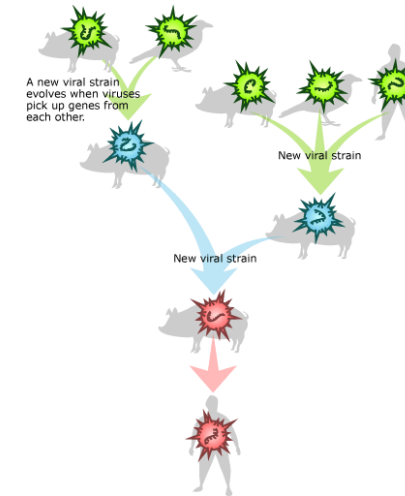 A new viral strain
evolves when viruses
pick up genes from
each other.
New viral strain
New viral strain